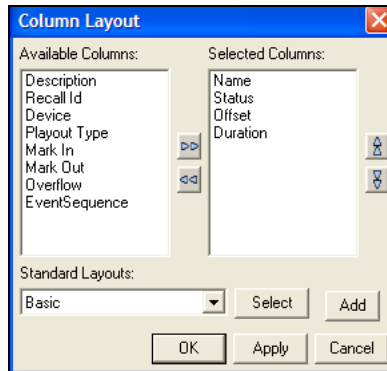 Column Layout
Available Columns:
Description
Recall Id
Device
Playout Type
Mark In
Mark Out
Overflow
EventSequence
Selected Columns:
Name
Status
Offset
Duration
Standard Layouts:
Basic
Select
Add
OK
Apply
Cancel